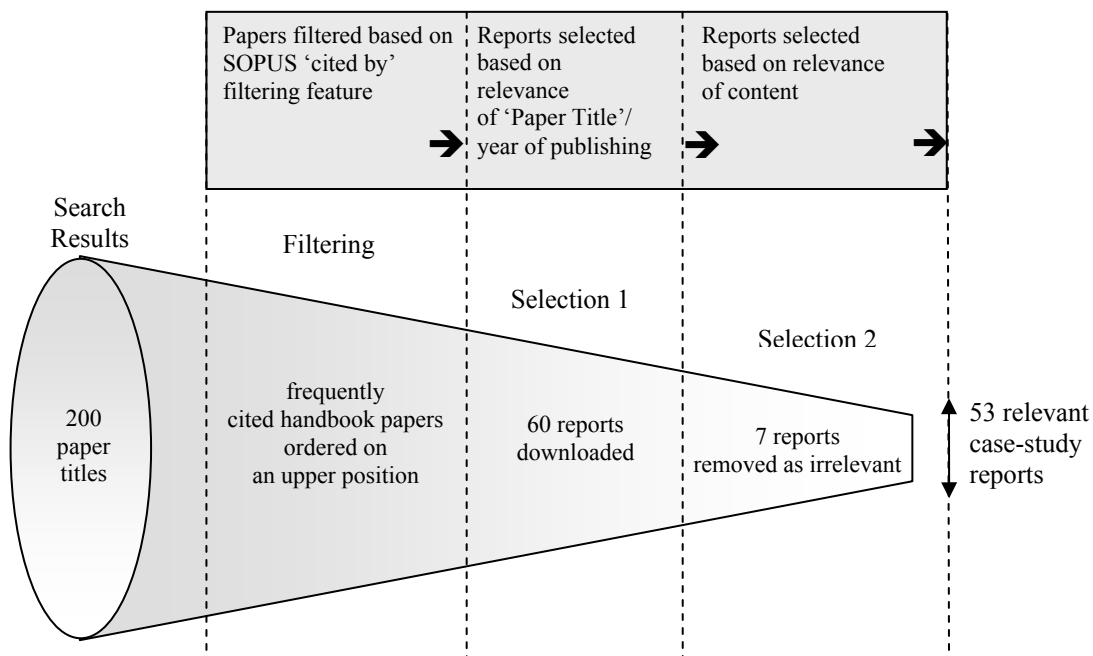 Papers filtered based on
SOPUS ‘cited by’
filtering feature
Reports selected
based on
relevance
of ‘Paper Title’/
year of publishing
Reports selected
based on relevance
of content
Search
Results
Filtering
Selection 1
Selection 2
200
paper
titles
frequently
cited handbook papers
ordered on
an upper position
60 reports
downloaded
7 reports
removed as irrelevant
53 relevant
case-study
reports